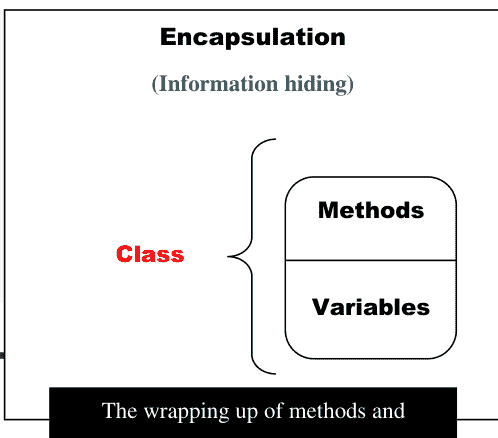 Encapsulation
(Information hiding)
Methods
Class
Variables
The wrapping up of methods and